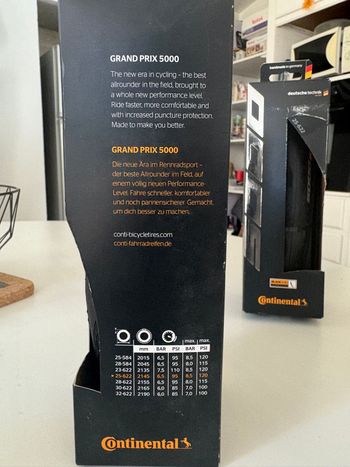 GRAND PRIX 5000
The new era in cycling - the best
allrounder in the field, brought to
a whole new performance level.
Ride faster, more comfortable and
with increased puncture protection.
Made to make you better.
GRAND PRIX 5000
Die neue Ära im Rennradsport -
der beste Allrounder im Feld, auf
einem völlig neuen Performance-
Level. Fahre schneller, komfortabler
und noch pannensicherer. Gemacht,
um dich besser zu machen.
conti-bicycletires.com
conti-fahrradreifen.de
max. max.
mm BAR PSI BAR PSI
25-584 2015 6,5 95 8,5 120
28-584 2045 6,5 95 8,0 115
23-622 2135 7,5 110 8,5 120
25-622 2145 6,5 95 8,5 120
28-622 2155 6,5 95 8,0 115
30-622 2165 6,0 85 7,0 100
32-622 2190 6,0 85 7,0 100
Continental
handmade in germany
deutsche technik
Continental